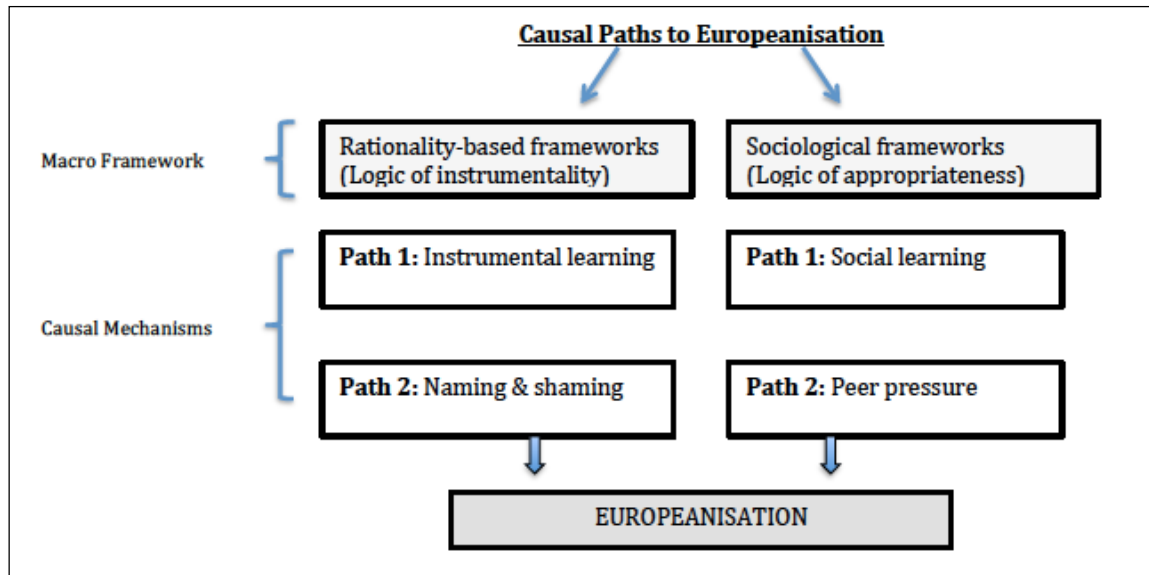 Causal Paths to Europeanisation
Macro Framework
Rationality-based frameworks
(Logic of instrumentality)
Sociological frameworks
(Logic of appropriateness)
Path 1: Instrumental learning
Path 1: Social learning
Causal Mechanisms
Path 2: Naming & shaming
Path 2: Peer pressure
EUROPEANISATION